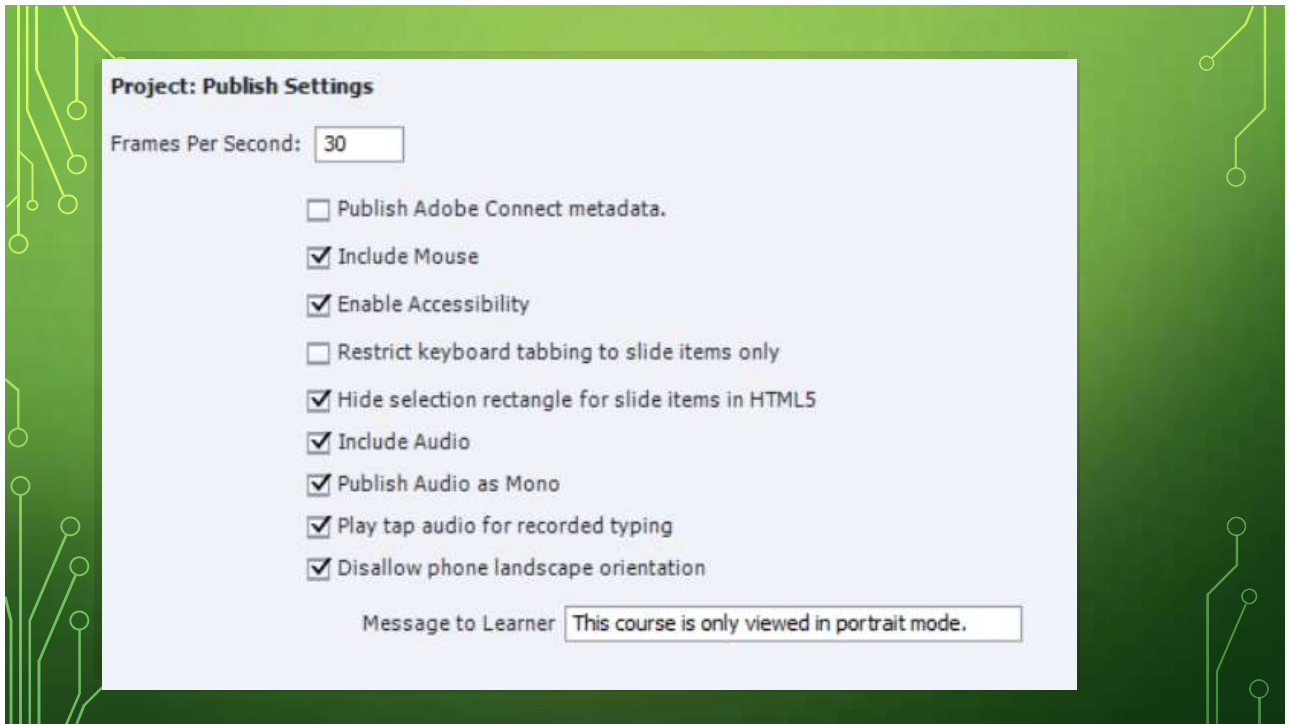 Project: Publish Settings
Frames Per Second: 30
Publish Adobe Connect metadata.
Include Mouse
Enable Accessibility
Restrict keyboard tabbing to slide items only
Hide selection rectangle for slide items in HTML5
Include Audio
Publish Audio as Mono
Play tap audio for recorded typing
Disallow phone landscape orientation
Message to Learner This course is only viewed in portrait mode.